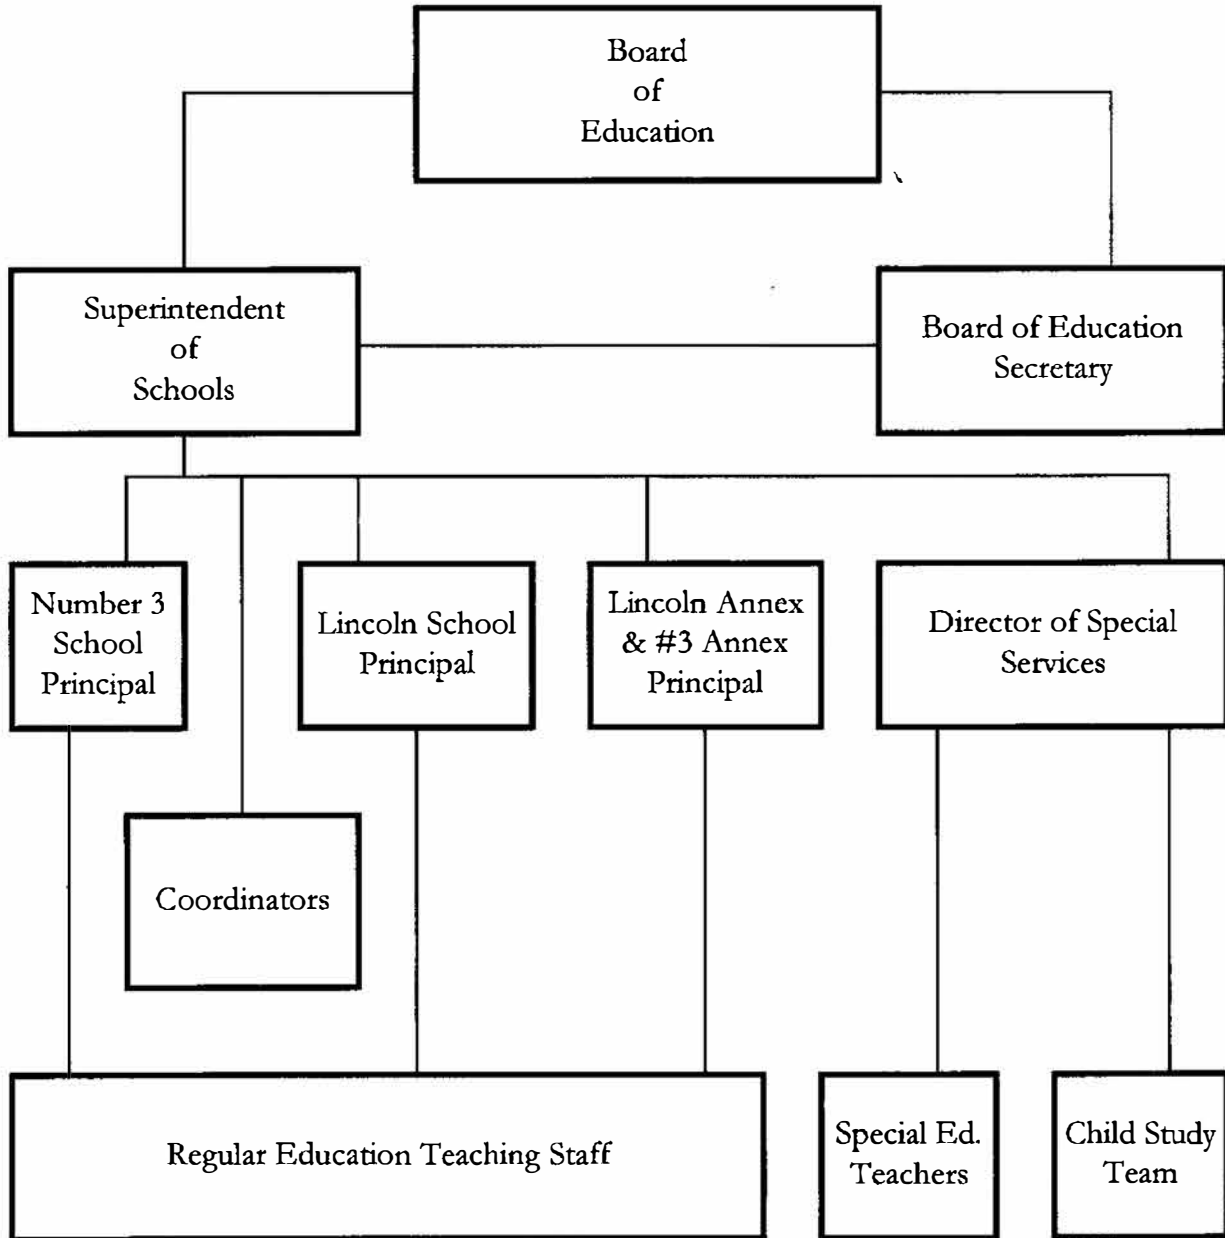 Board
of
Education
Superintendent
of
Schools
Board of Education
Secretary
Number 3
School
Principal
Lincoln School
Principal
Lincoln Annex
& #3 Annex
Principal
Director of Special
Services
Coordinators
Regular Education Teaching Staff
Special Ed.
Teachers
Child Study
Team